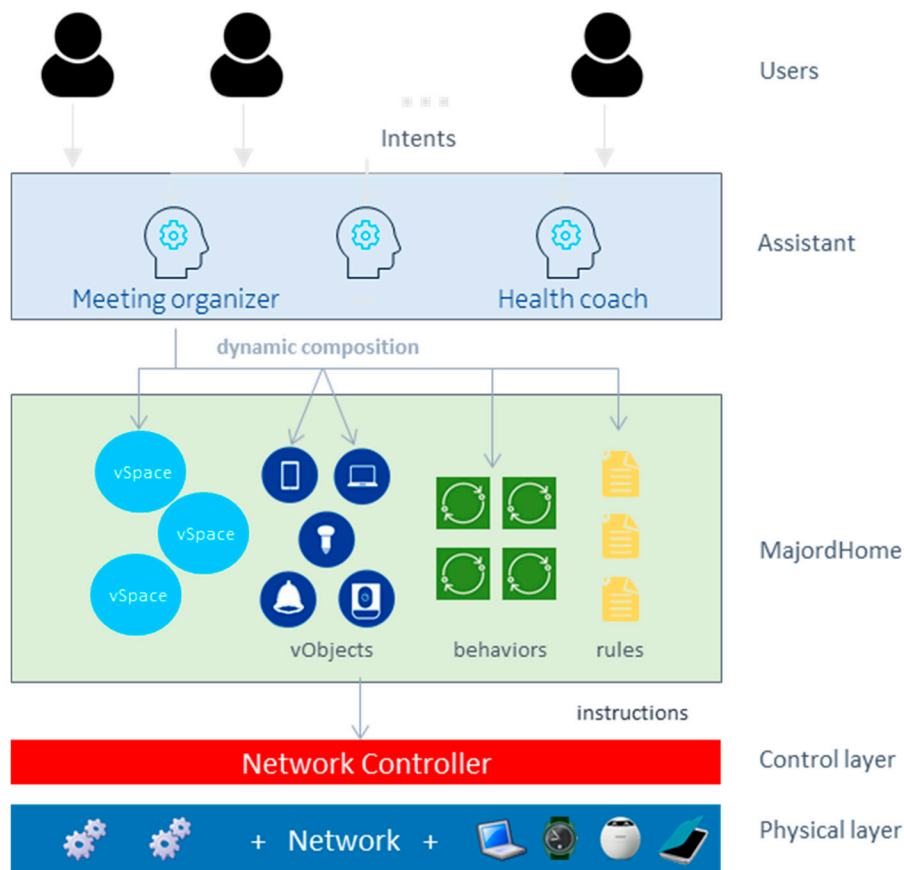 Users
Intents
Assistant
Meeting organizer
Health coach
dynamic composition
vSpace
vSpace
vSpace
MajordHome
vObjects
behaviors
rules
instructions
Network Controller
Control layer
+ Network +
Physical layer